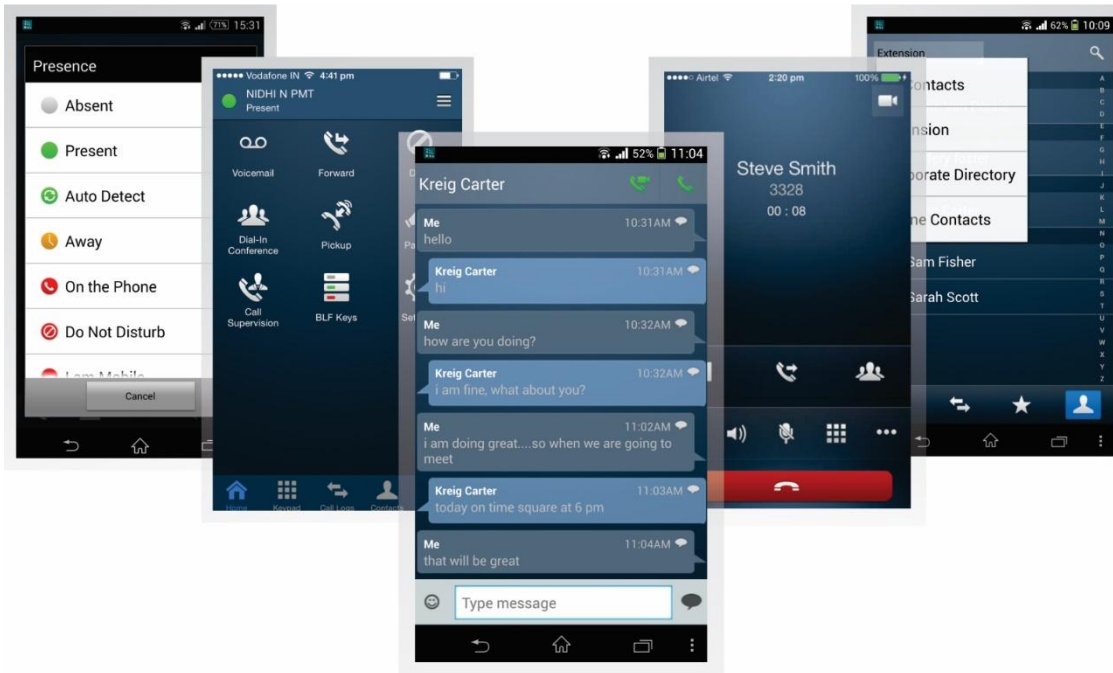 71% 15:31
Presence
Absent
Present
Auto Detect
Away
On the Phone
Do Not Disturb
I am Mobile
Cancel
Vodafone IN 4:41 pm
NIDHI N PMT
Present
Voicemail
Forward
Dial-In
Conference
Pickup
Call
Supervision
BLF Keys
Home
Keypad
Call Logs
Contacts
52% 11:04
Kreig Carter
Me 10:31AM
hello
Kreig Carter 10:31AM
hi
Me 10:32AM
how are you doing?
Kreig Carter 10:32AM
i am fine, what about you?
Me 11:02AM
i am doing great....so when we are going to
meet
Kreig Carter 11:03AM
today on time square at 6 pm
Me 11:04AM
that will be great
Type message
Airtel 2:20 pm 100%
Steve Smith
3328
00 : 08
62% 10:09
Extension
ontacts
nsion
orate Directory
ne Contacts
Sam Fisher
Sarah Scott
A
B
C
D
E
F
G
H
I
J
K
L
M
N
O
P
Q
R
S
T
U
V
W
X
Y
Z